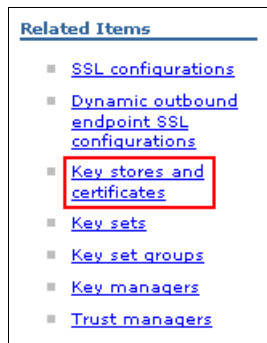 Related Items
SSL configurations
Dynamic outbound
endpoint SSL
configurations
Key stores and
certificates
Key sets
Key set groups
Key managers
Trust managers